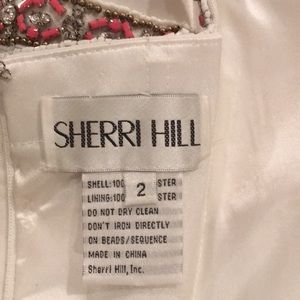 SHERRI HILL
SHELL:100 STER
2
LINING:100 STER
DO NOT DRY CLEAN
DON'T IRON DIRECTLY
ON BEADS/SEQUENCE
MADE IN CHINA
Sherri Hill, Inc.